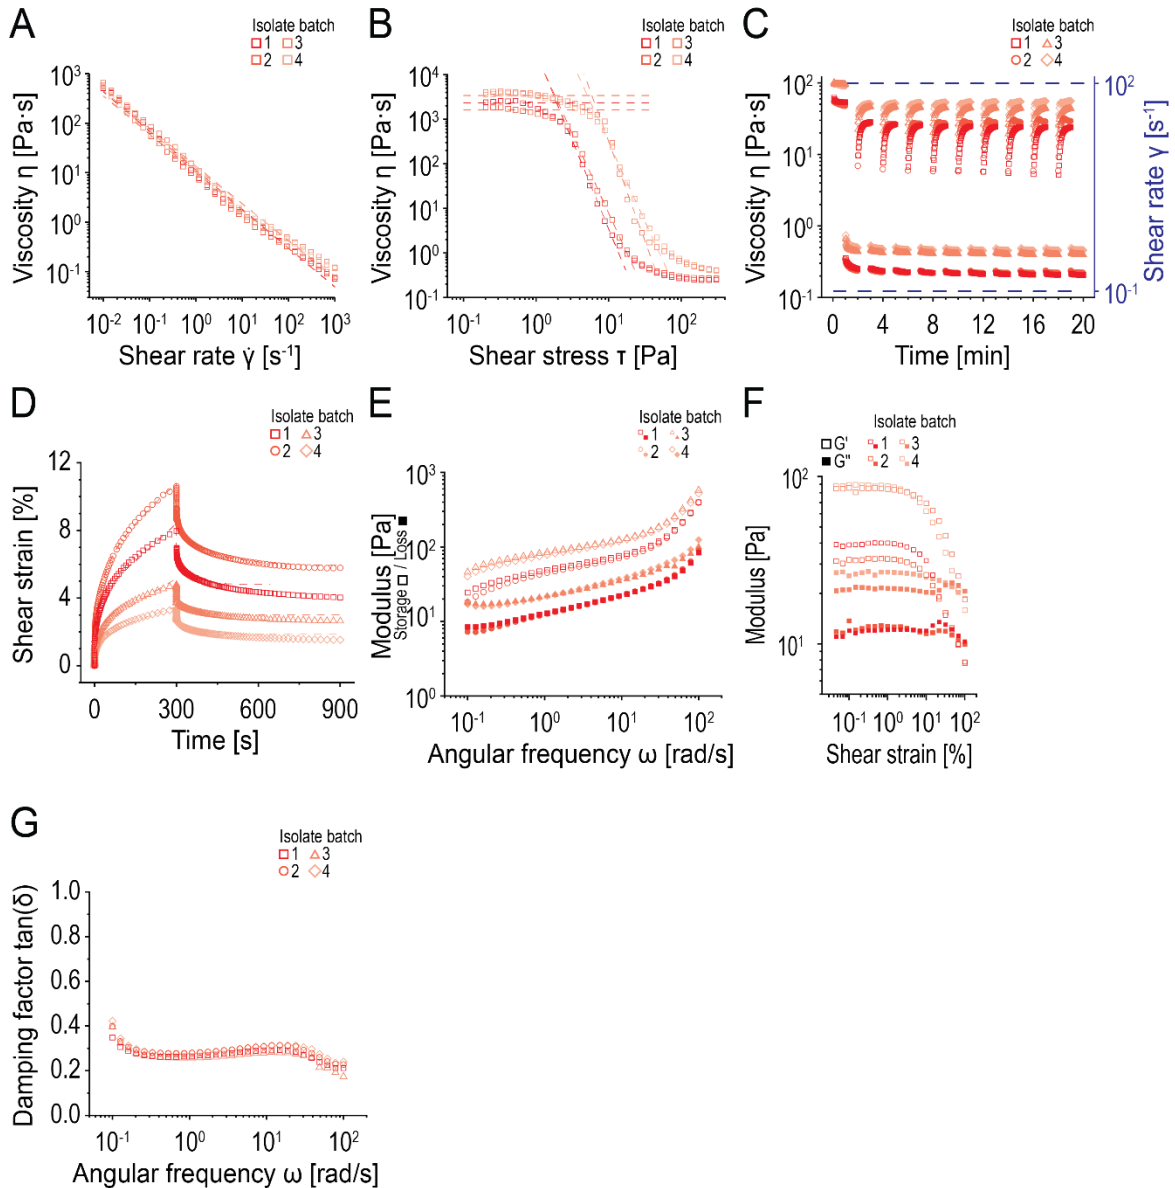 A
Isolate batch
1 3
2 4
Viscosity η [Pa·s]
10³
10²
10¹
10⁰
10⁻¹
10⁻² 10⁻¹ 10⁰ 10¹ 10² 10³
Shear rate γ̇ [s⁻¹]
B
Isolate batch
1 3
2 4
Viscosity η [Pa·s]
10⁴
10³
10²
10¹
10⁰
10⁻¹
10⁻¹ 10⁰ 10¹ 10²
Shear stress τ [Pa]
C
Isolate batch
1 3
2 4
Viscosity η [Pa·s]
10²
10¹
10⁰
10⁻¹
0 4 8 12 16 20
Time [min]
10²
10⁻¹
Shear rate γ [s⁻¹]
D
Isolate batch
1 3
2 4
Shear strain [%]
12
8
4
0
0 300 600 900
Time [s]
E
Isolate batch
1 3
2 4
Modulus [Pa]
Storage □ / Loss ■
10³
10²
10¹
10⁰
10⁻¹ 10⁰ 10¹ 10²
Angular frequency ω [rad/s]
F
Isolate batch
G' 1 3
G'' 2 4
Modulus [Pa]
10²
10¹
10⁻¹ 10⁰ 10¹ 10²
Shear strain [%]
G
Isolate batch
1 3
2 4
Damping factor tan(δ)
1.0
0.8
0.6
0.4
0.2
0.0
10⁻¹ 10⁰ 10¹ 10²
Angular frequency ω [rad/s]